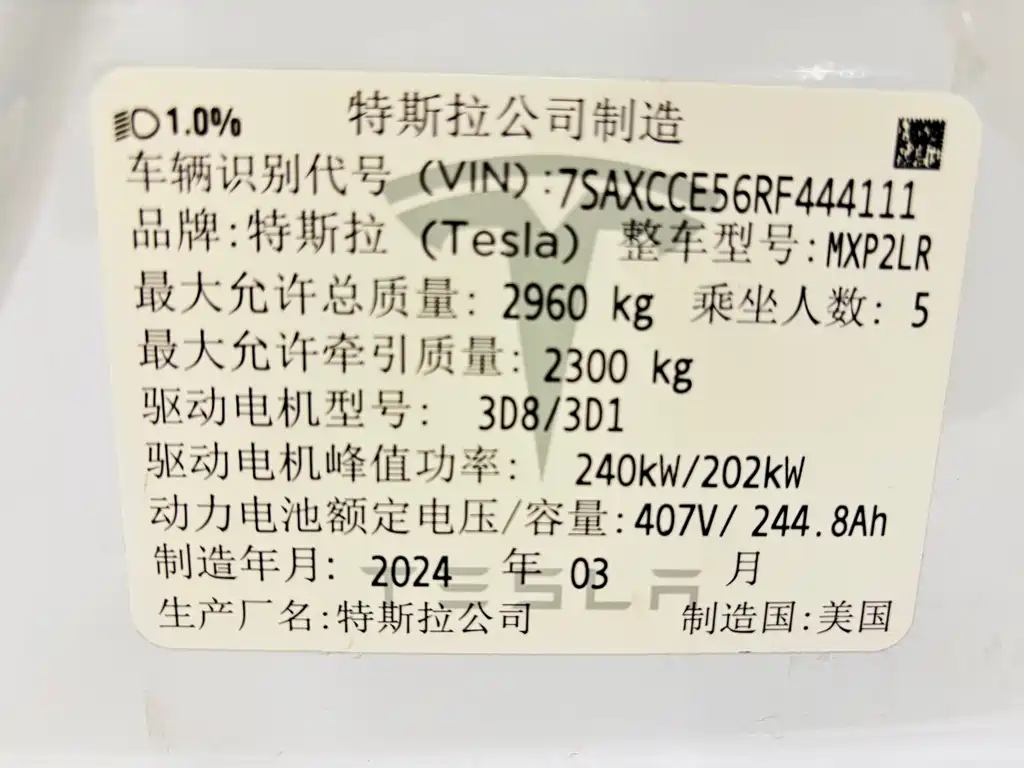 1.0% 特斯拉公司制造
车辆识别代号 (VIN):7SAXCCE56RF444111
品牌:特斯拉 (Tesla) 整车型号:MXP2LR
最大允许总质量: 2960 kg 乘坐人数: 5
最大允许牵引质量: 2300 kg
驱动电机型号: 3D8/3D1
驱动电机峰值功率: 240kW/202kW
动力电池额定电压/容量:407V/ 244.8Ah
制造年月: 2024 年 03 月
TESLA
生产厂名:特斯拉公司 制造国:美国